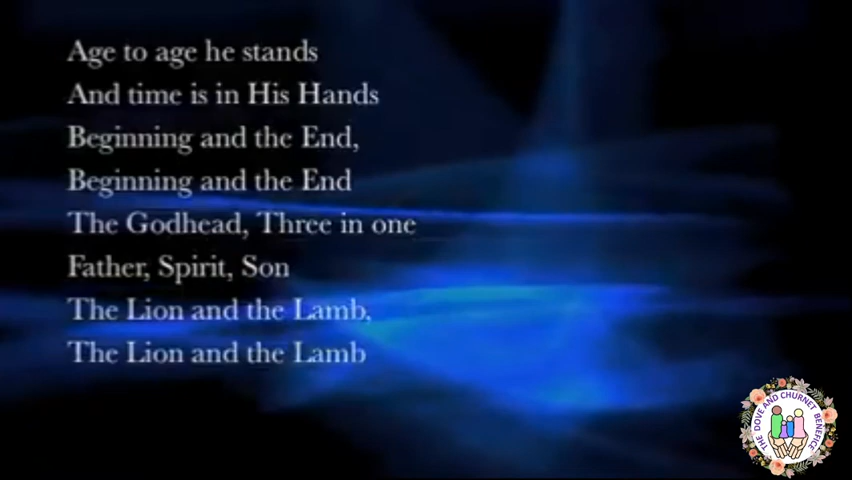 Age to age he stands
And time is in His Hands
Beginning and the End,
Beginning and the End
The Godhead, Three in one
Father, Spirit, Son
The Lion and the Lamb,
The Lion and the Lamb
THE DOVE AND CHURNET BENEFICE